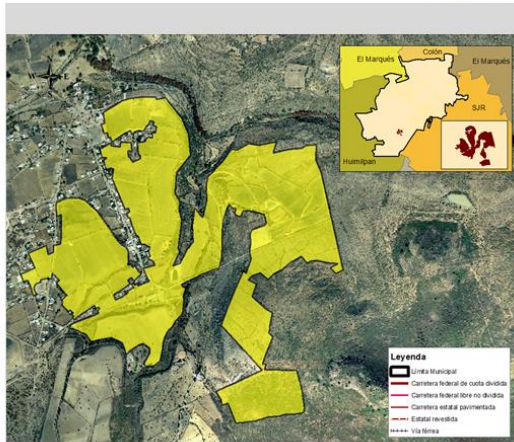 N
W E
S
Colón
El Marqués
El Marqués
SJR
Huimilpan
Leyenda
Límite Municipal
Carretera federal de cuota dividida
Carretera federal libre no dividida
Carretera estatal pavimentada
Estatal revestida
Vía férrea